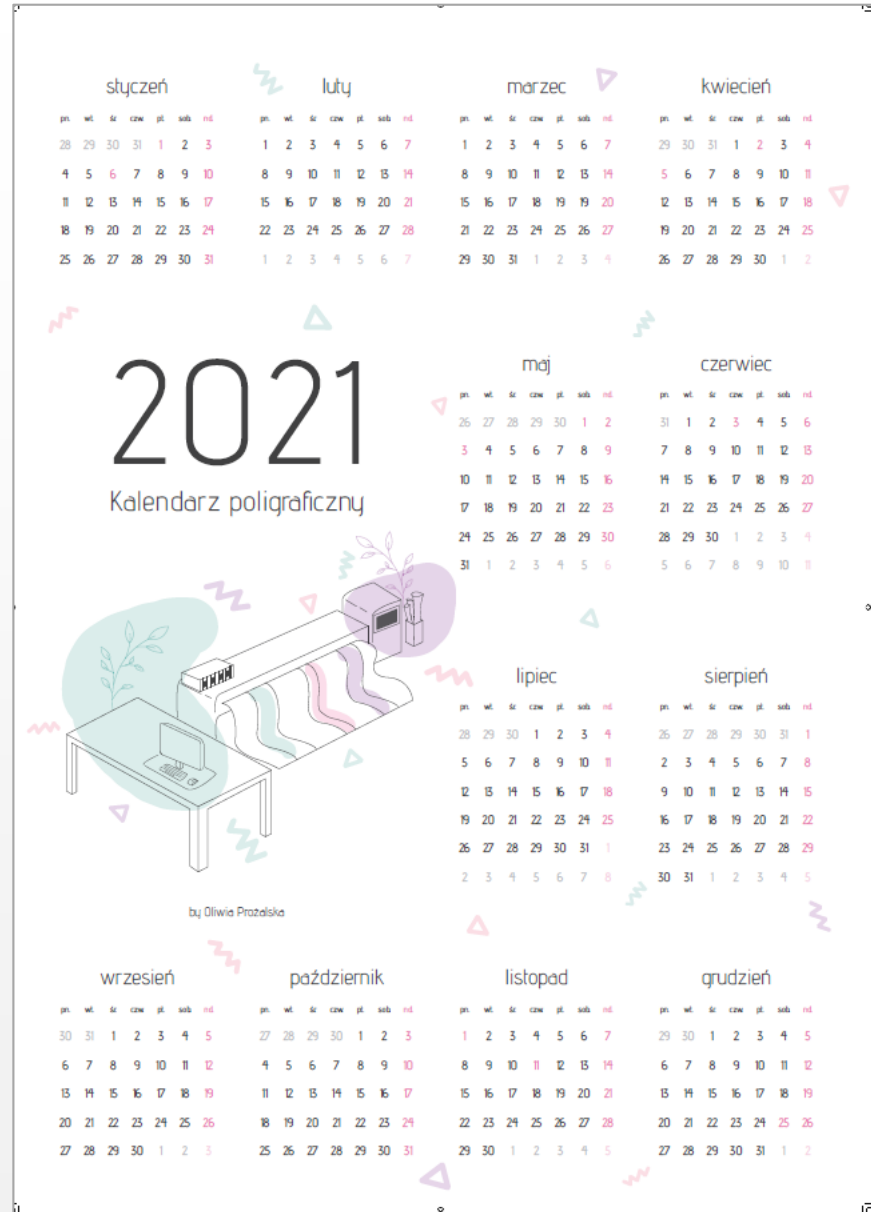 styczeń
pn. wt. śr czw. pt. sob. nd.
28 29 30 31 1 2 3
4 5 6 7 8 9 10
11 12 13 14 15 16 17
18 19 20 21 22 23 24
25 26 27 28 29 30 31
luty
pn. wt. śr czw. pt. sob. nd.
1 2 3 4 5 6 7
8 9 10 11 12 13 14
15 16 17 18 19 20 21
22 23 24 25 26 27 28
1 2 3 4 5 6 7
marzec
pn. wt. śr czw. pt. sob. nd.
1 2 3 4 5 6 7
8 9 10 11 12 13 14
15 16 17 18 19 19 20
21 22 23 24 25 26 27
29 30 31 1 2 3 4
kwiecień
pn. wt. śr czw. pt. sob. nd.
29 30 31 1 2 3 4
5 6 7 8 9 10 11
12 13 14 15 16 17 18
19 20 21 22 23 24 25
26 27 28 29 30 1 2
2021
Kalendarz poligraficzny
by Oliwia Prożalska
maj
pn. wt. śr czw. pt. sob. nd.
26 27 28 29 30 1 2
3 4 5 6 7 8 9
10 11 12 13 14 15 16
17 18 19 20 21 22 23
24 25 26 27 28 29 30
31 1 2 3 4 5 6
czerwiec
pn. wt. śr czw. pt. sob. nd.
31 1 2 3 4 5 6
7 8 9 10 11 12 13
14 15 16 17 18 19 20
21 22 23 24 25 26 27
28 29 30 1 2 3 4
5 6 7 8 9 10 11
lipiec
pn. wt. śr czw. pt. sob. nd.
28 29 30 1 2 3 4
5 6 7 8 9 10 11
12 13 14 15 16 17 18
19 20 21 22 23 24 25
26 27 28 29 30 31 1
2 3 4 5 6 7 8
sierpień
pn. wt. śr czw. pt. sob. nd.
26 27 28 29 30 31 1
2 3 4 5 6 7 8
9 10 11 12 13 14 15
16 17 18 19 20 21 22
23 24 25 26 27 28 29
30 31 1 2 3 4 5
wrzesień
pn. wt. śr czw. pt. sob. nd.
30 31 1 2 3 4 5
6 7 8 9 10 11 12
13 14 15 16 17 18 19
20 21 22 23 24 25 26
27 28 29 30 1 2 3
październik
pn. wt. śr czw. pt. sob. nd.
27 28 29 30 1 2 3
4 5 6 7 8 9 10
11 12 13 14 15 16 17
18 19 20 21 22 23 24
25 26 27 28 29 30 31
listopad
pn. wt. śr czw. pt. sob. nd.
1 2 3 4 5 6 7
8 9 10 11 12 13 14
15 16 17 18 19 20 21
22 23 24 25 26 27 28
29 30 1 2 3 4 5
grudzień
pn. wt. śr czw. pt. sob. nd.
29 30 1 2 3 4 5
6 7 8 9 10 11 12
13 14 15 16 17 18 19
20 21 22 23 24 25 26
27 28 29 30 31 1 2